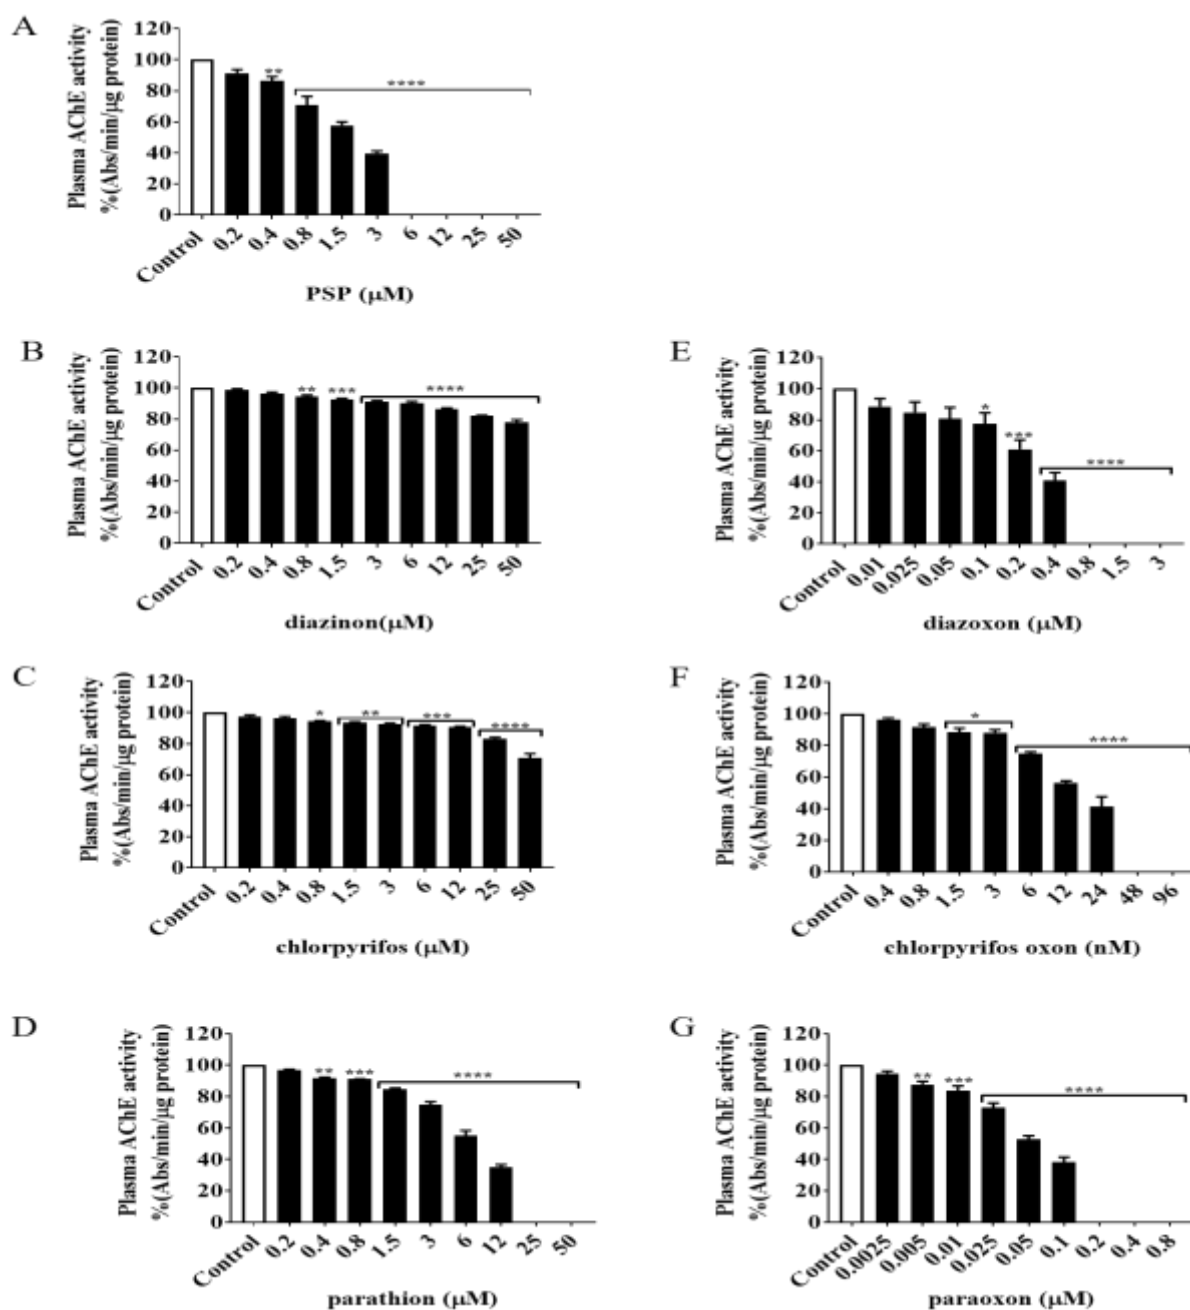 A
Plasma AChE activity
%(Abs/min/µg protein)
120
100
80
60
40
20
0
**
****
Control 0.2 0.4 0.8 1.5 3 6 12 25 50
PSP (µM)
B
Plasma AChE activity
%(Abs/min/µg protein)
120
100
80
60
40
20
0
** *** ****
Control 0.2 0.4 0.8 1.5 3 6 12 25 50
diazinon(µM)
E
Plasma AChE activity
%(Abs/min/µg protein)
120
100
80
60
40
20
0
* *** ****
Control 0.01 0.025 0.05 0.1 0.2 0.4 0.8 1.5 3
diazoxon (µM)
C
Plasma AChE activity
%(Abs/min/µg protein)
120
100
80
60
40
20
0
* ** *** ****
Control 0.2 0.4 0.8 1.5 3 6 12 25 50
chlorpyrifos (µM)
F
Plasma AChE activity
%(Abs/min/µg protein)
120
100
80
60
40
20
0
* ****
Control 0.4 0.8 1.5 3 6 12 24 48 96
chlorpyrifos oxon (nM)
D
Plasma AChE activity
%(Abs/min/µg protein)
120
100
80
60
40
20
0
** *** ****
Control 0.2 0.4 0.8 1.5 3 6 12 25 50
parathion (µM)
G
Plasma AChE activity
%(Abs/min/µg protein)
120
100
80
60
40
20
0
** *** ****
Control 0.0025 0.005 0.01 0.025 0.05 0.1 0.2 0.4 0.8
paraoxon (µM)